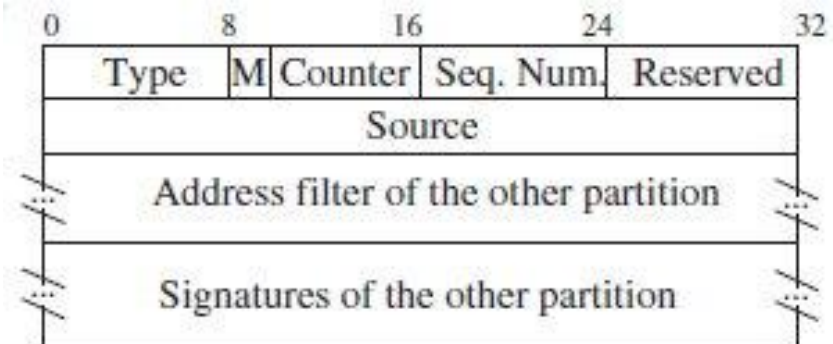 0 8 16 24 32
Type M Counter Seq. Num. Reserved
Source
... Address filter of the other partition ...
... Signatures of the other partition ...